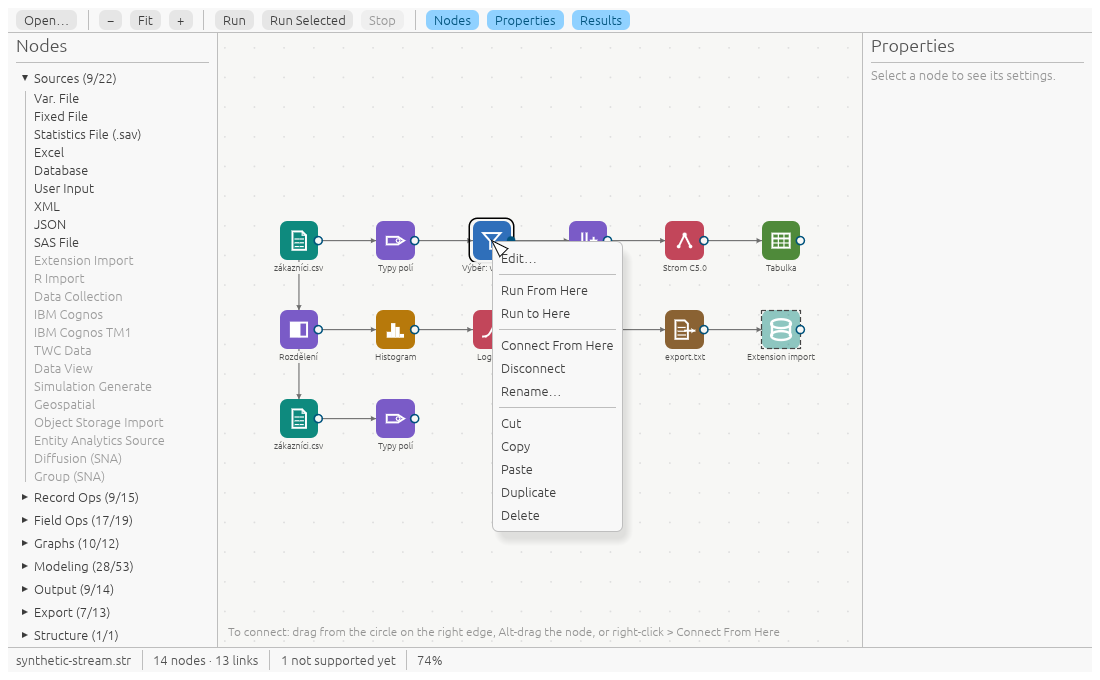 Open… − Fit + Run Run Selected Stop Nodes Properties Results
Nodes
Sources (9/22)
Var. File
Fixed File
Statistics File (.sav)
Excel
Database
User Input
XML
JSON
SAS File
Extension Import
R Import
Data Collection
IBM Cognos
IBM Cognos TM1
TWC Data
Data View
Simulation Generate
Geospatial
Object Storage Import
Entity Analytics Source
Diffusion (SNA)
Group (SNA)
Record Ops (9/15)
Field Ops (17/19)
Graphs (10/12)
Modeling (28/53)
Output (9/14)
Export (7/13)
Structure (1/1)
zákazníci.csv Typy polí Výběr: Strom C5.0 Tabulka
Rozdělení Histogram export.txt Extension import
zákazníci.csv Typy polí
Edit…
Run From Here
Run to Here
Connect From Here
Disconnect
Rename…
Cut
Copy
Paste
Duplicate
Delete
To connect: drag from the circle on the right edge, Alt-drag the node, or right-click > Connect From Here
Properties
Select a node to see its settings.
synthetic-stream.str 14 nodes · 13 links 1 not supported yet 74%